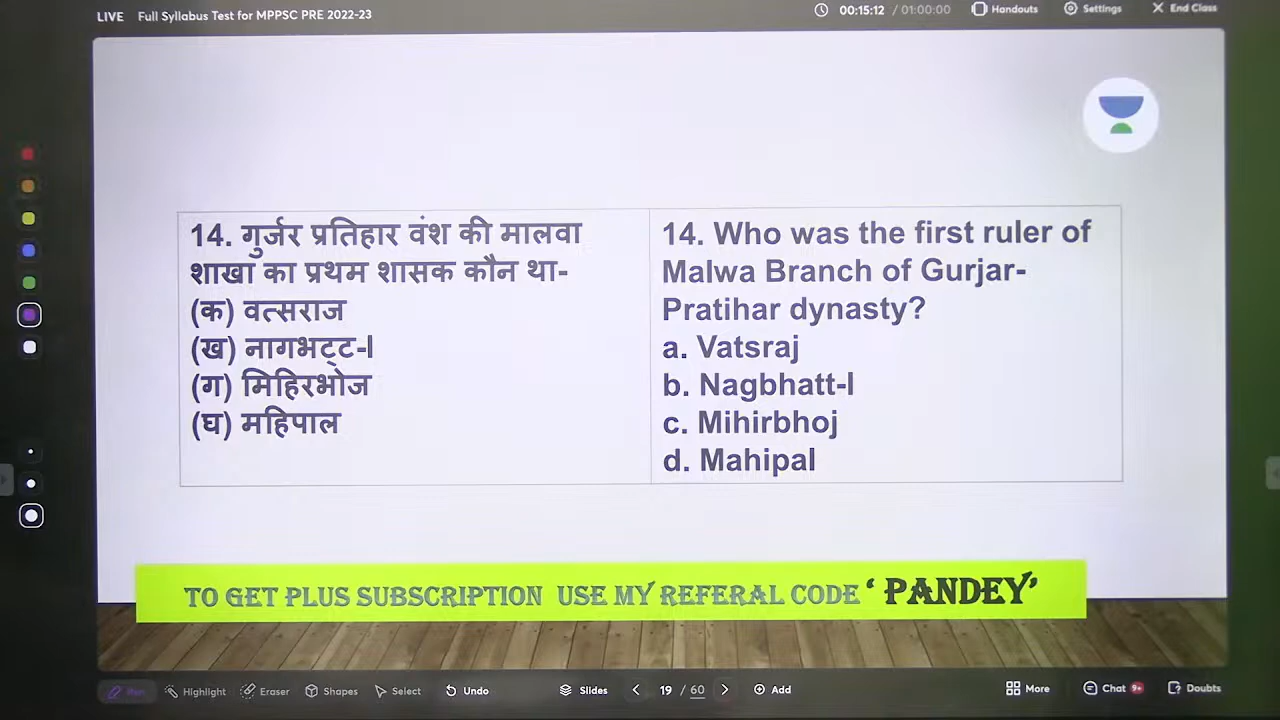 LIVE Full Syllabus Test for MPPSC PRE 2022-23
00:15:12 / 01:00:00 Handouts Settings End Class
14. गुर्जर प्रतिहार वंश की मालवा
शाखा का प्रथम शासक कौन था-
(क) वत्सराज
(ख) नागभट्ट-I
(ग) मिहिरभोज
(घ) महिपाल
14. Who was the first ruler of
Malwa Branch of Gurjar-
Pratihar dynasty?
a. Vatsraj
b. Nagbhatt-I
c. Mihirbhoj
d. Mahipal
TO GET PLUS SUBSCRIPTION USE MY REFERAL CODE ‘ PANDEY’
Pen Highlight Eraser Shapes Select Undo Slides 19 / 60 Add More Chat 9+ Doubts